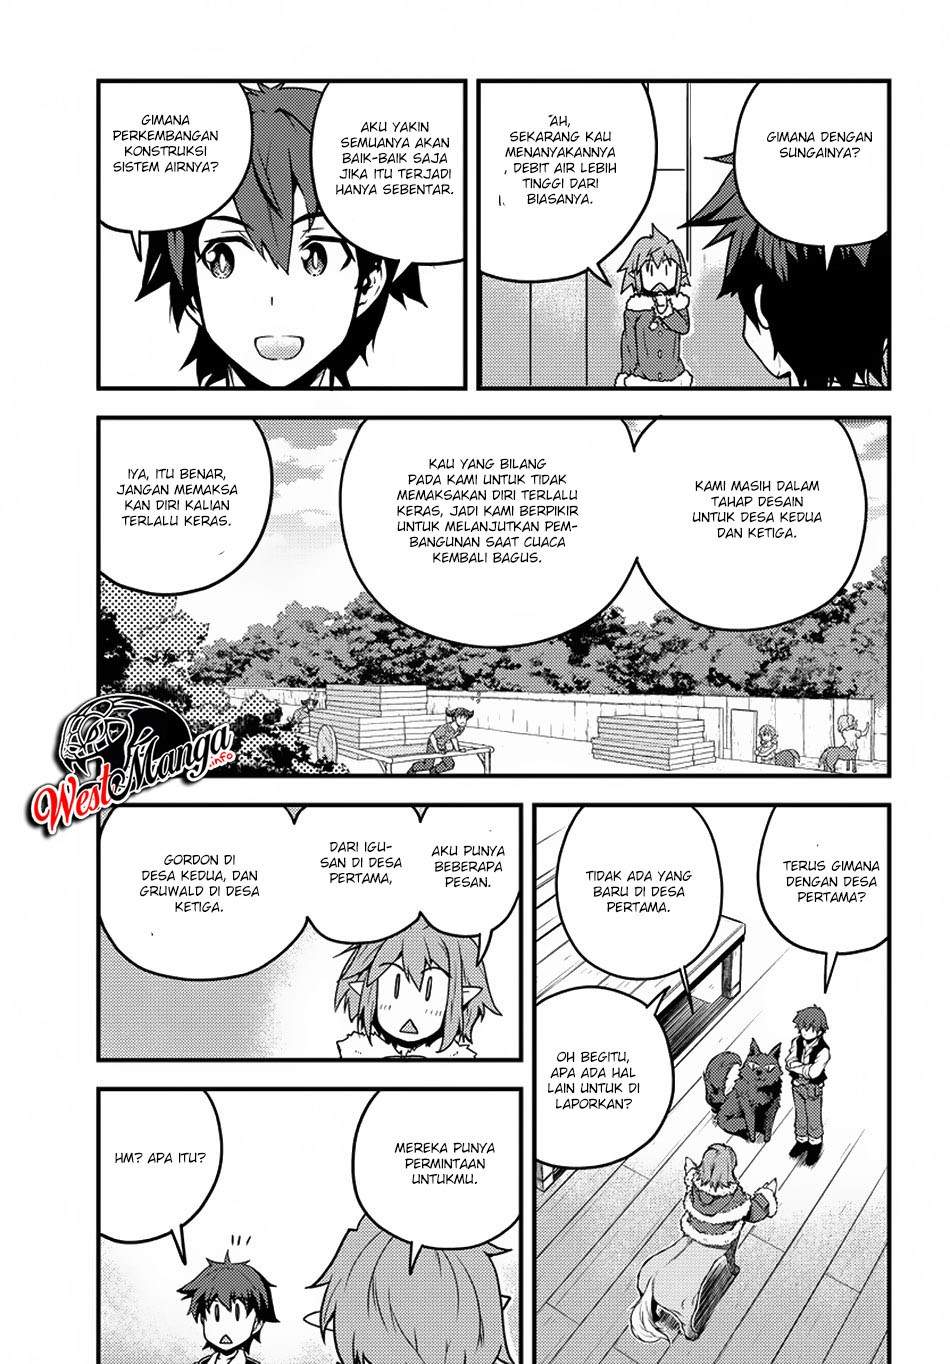 GIMANA DENGAN
SUNGAINYA?
AH,
SEKARANG KAU
MENANYAKANNYA
, DEBIT AIR LEBIH
TINGGI DARI
BIASANYA.
AKU YAKIN
SEMUANYA AKAN
BAIK-BAIK SAJA
JIKA ITU TERJADI
HANYA SEBENTAR.
GIMANA
PERKEMBANGAN
KONSTRUKSI
SISTEM AIRNYA?
KAMI MASIH DALAM
TAHAP DESAIN
UNTUK DESA KEDUA
DAN KETIGA.
KAU YANG BILANG
PADA KAMI UNTUK TIDAK
MEMAKSAKAN DIRI TERLALU
KERAS, JADI KAMI BERPIKIR
UNTUK MELANJUTKAN PEM-
BANGUNAN SAAT CUACA
KEMBALI BAGUS.
IYA, ITU BENAR,
JANGAN MEMAKSA
KAN DIRI KALIAN
TERLALU KERAS.
WestManga
.info
TERUS GIMANA
DENGAN DESA
PERTAMA?
TIDAK ADA YANG
BARU DI DESA
PERTAMA.
OH BEGITU,
APA ADA HAL
LAIN UNTUK DI
LAPORKAN?
AKU PUNYA
BEBERAPA
PESAN.
DARI IGU-
SAN DI DESA
PERTAMA,
GORDON DI
DESA KEDUA, DAN
GRUWALD DI DESA
KETIGA.
MEREKA PUNYA
PERMINTAAN
UNTUKMU.
HM? APA ITU?